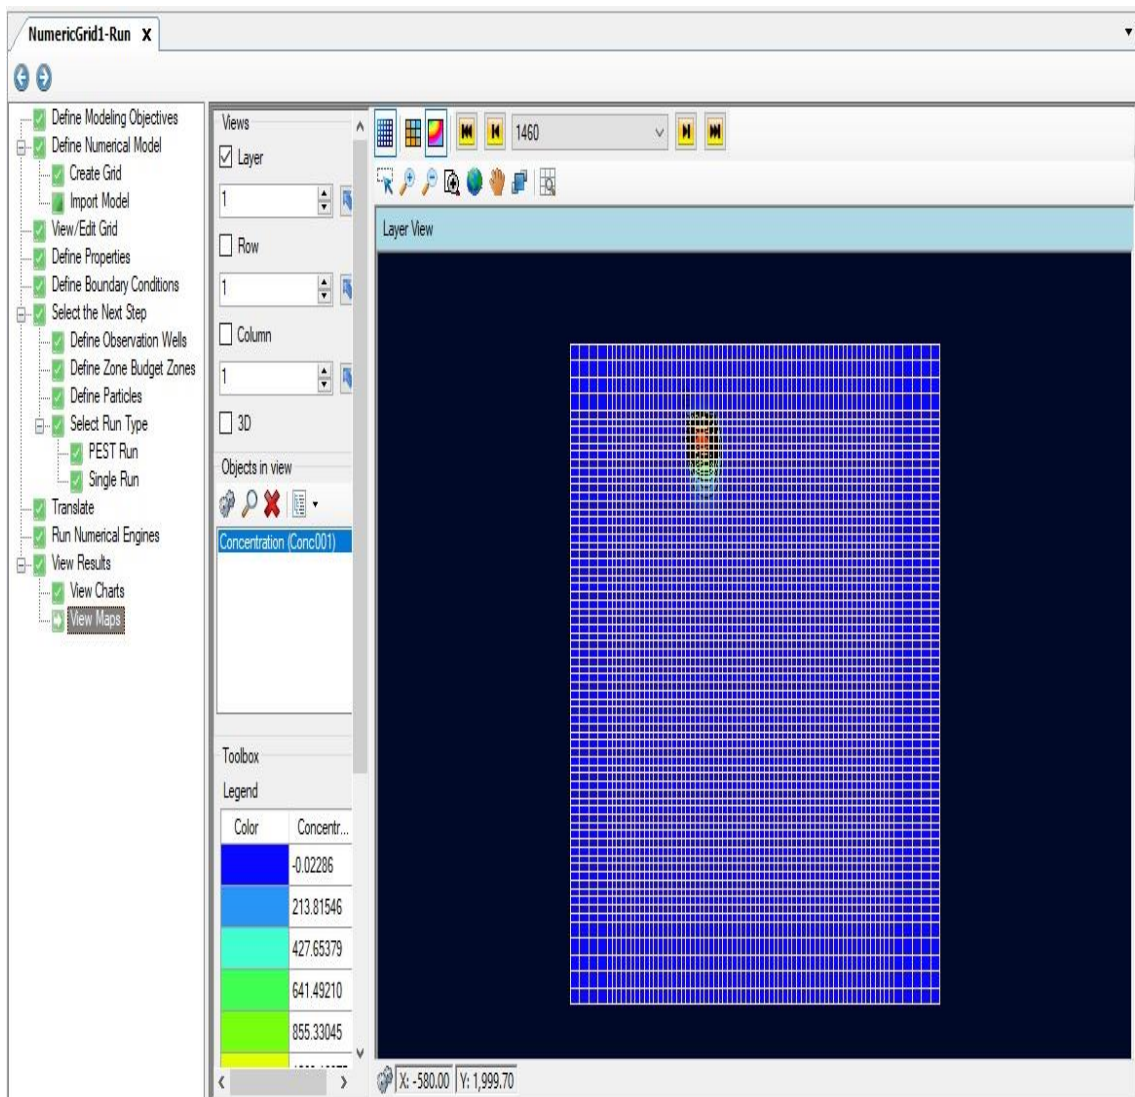 NumericGrid1-Run X
Define Modeling Objectives
Define Numerical Model
Create Grid
Import Model
View/Edit Grid
Define Properties
Define Boundary Conditions
Select the Next Step
Define Observation Wells
Define Zone Budget Zones
Define Particles
Select Run Type
PEST Run
Single Run
Translate
Run Numerical Engines
View Results
View Charts
View Maps
Views
Layer
1
Row
1
Column
1
3D
Objects in view
Concentration (Conc001)
Toolbox
Legend
Color Concentr...
-0.02286
213.81546
427.65379
641.49210
855.33045
1460
Layer View
X: -580.00 Y: 1,999.70